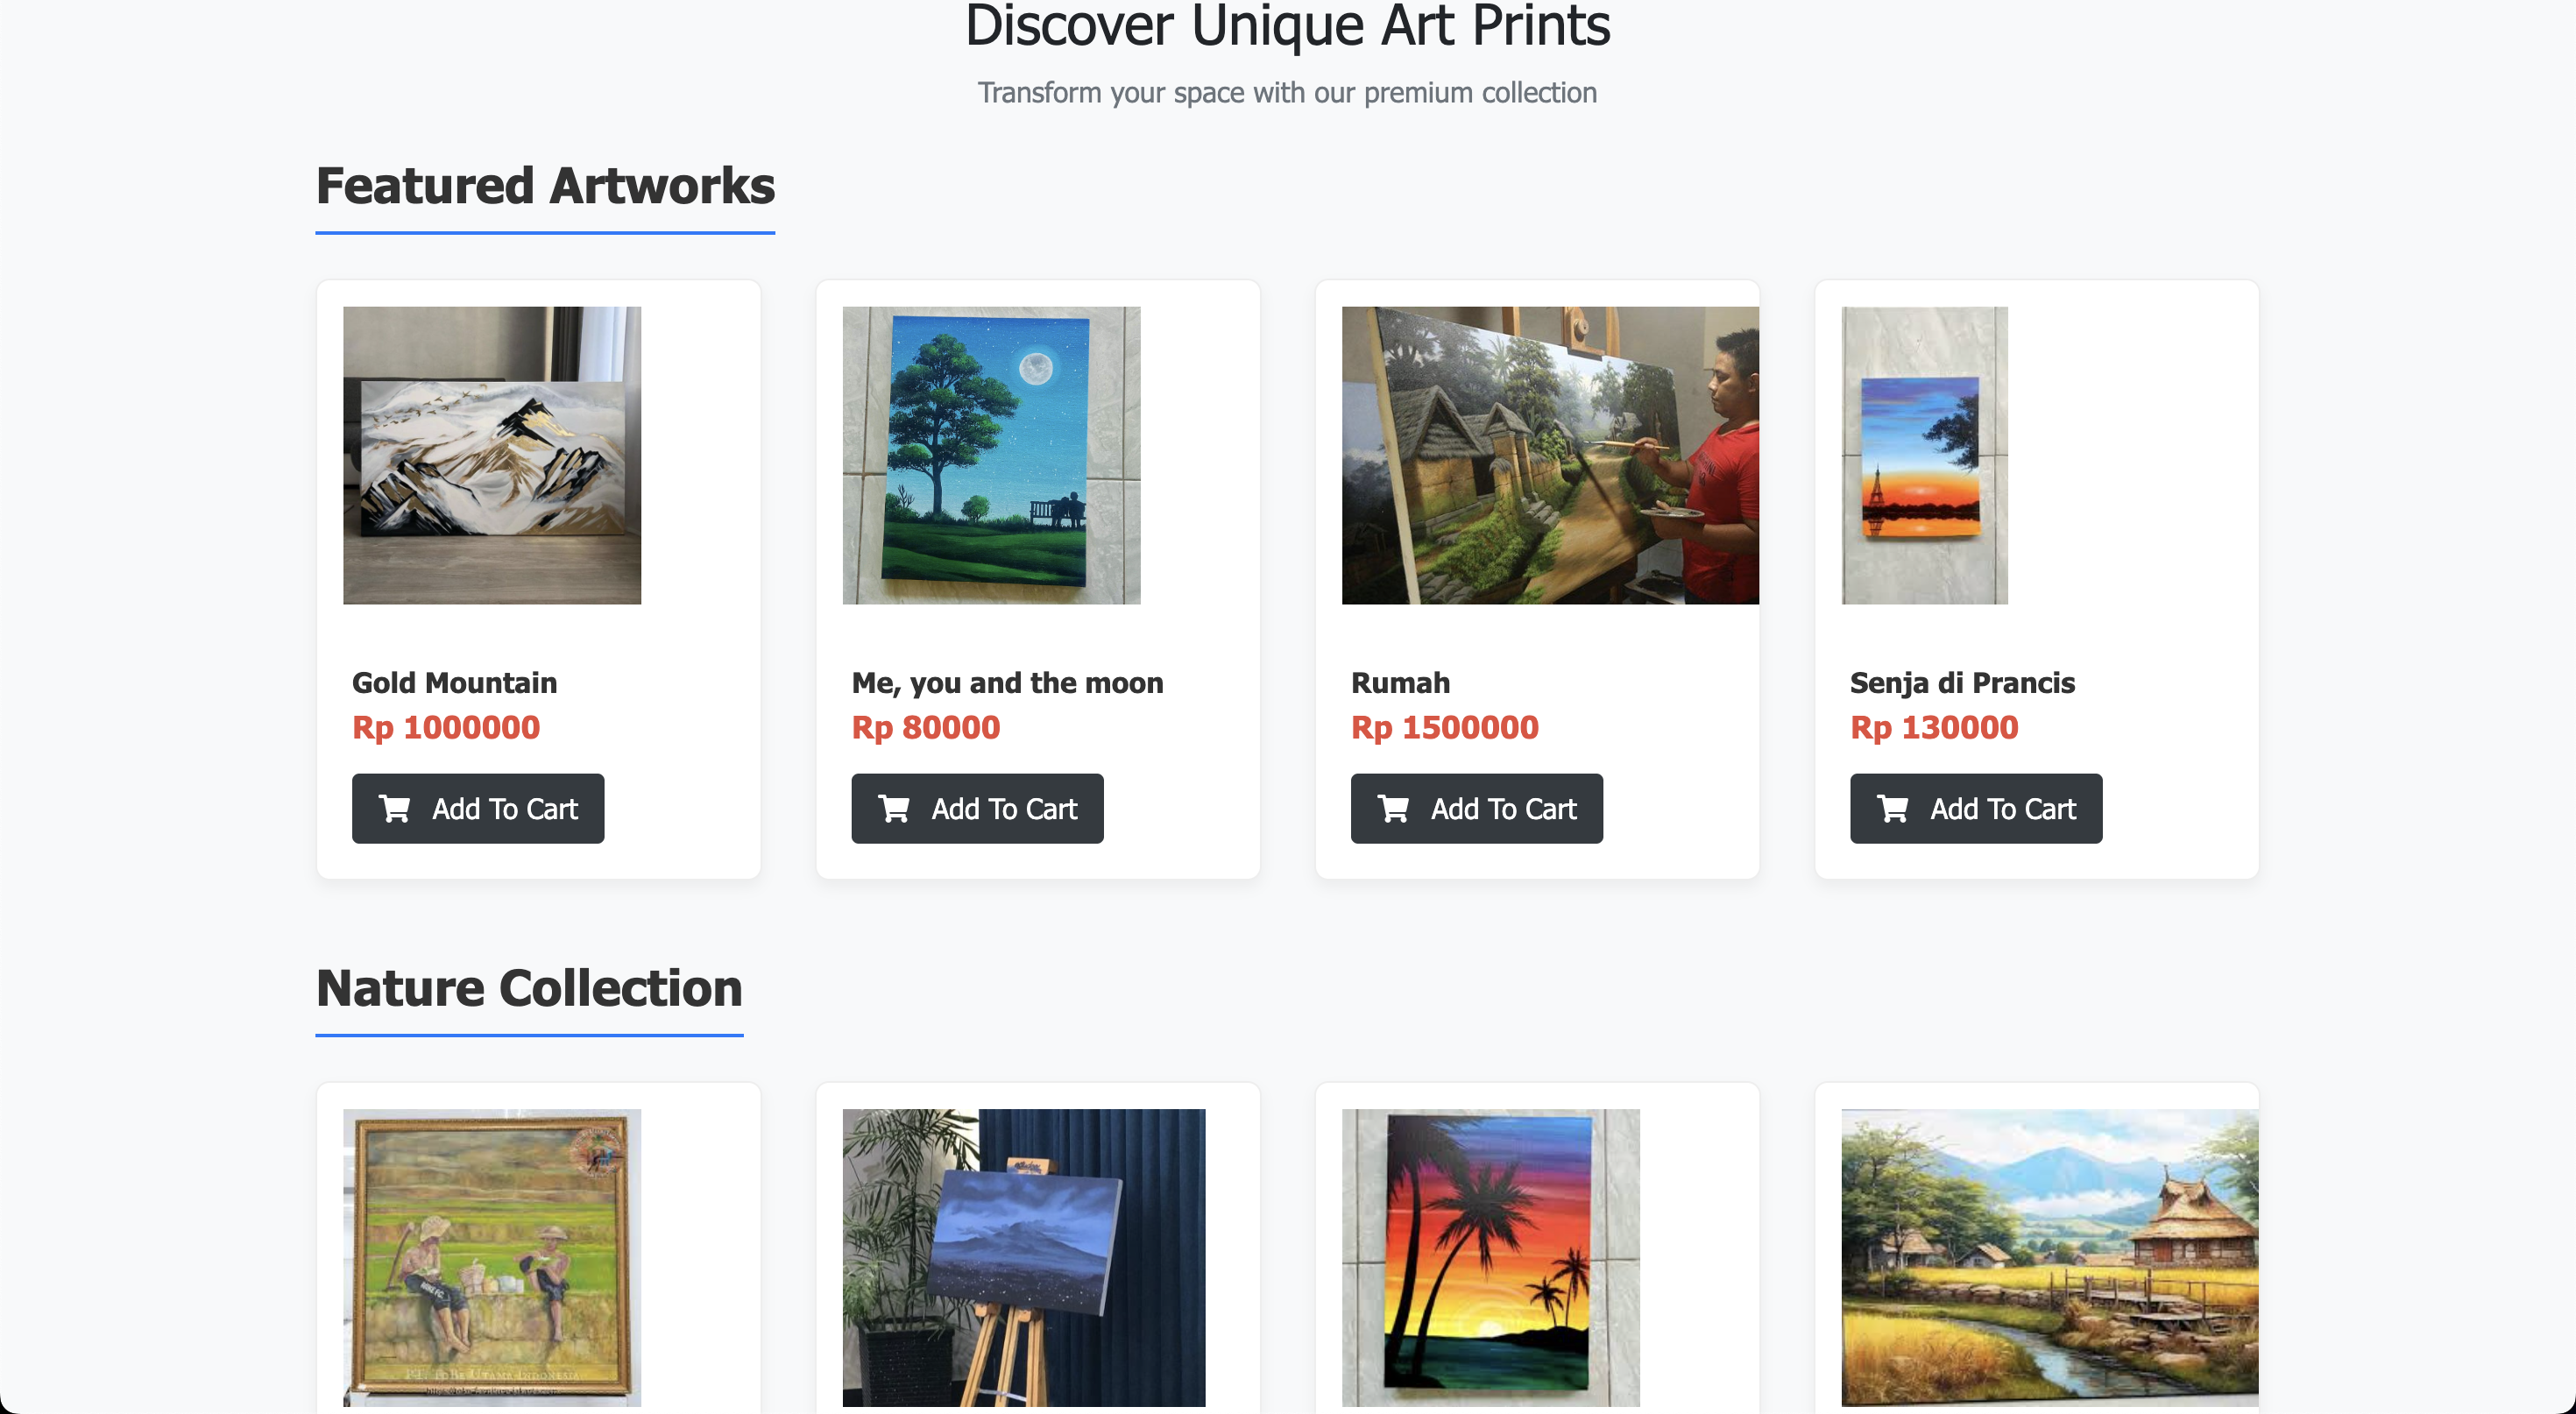 Discover Unique Art Prints
Transform your space with our premium collection
Featured Artworks
Gold Mountain
Rp 1000000
Add To Cart
Me, you and the moon
Rp 80000
Add To Cart
Rumah
Rp 1500000
Add To Cart
Senja di Prancis
Rp 130000
Add To Cart
Nature Collection